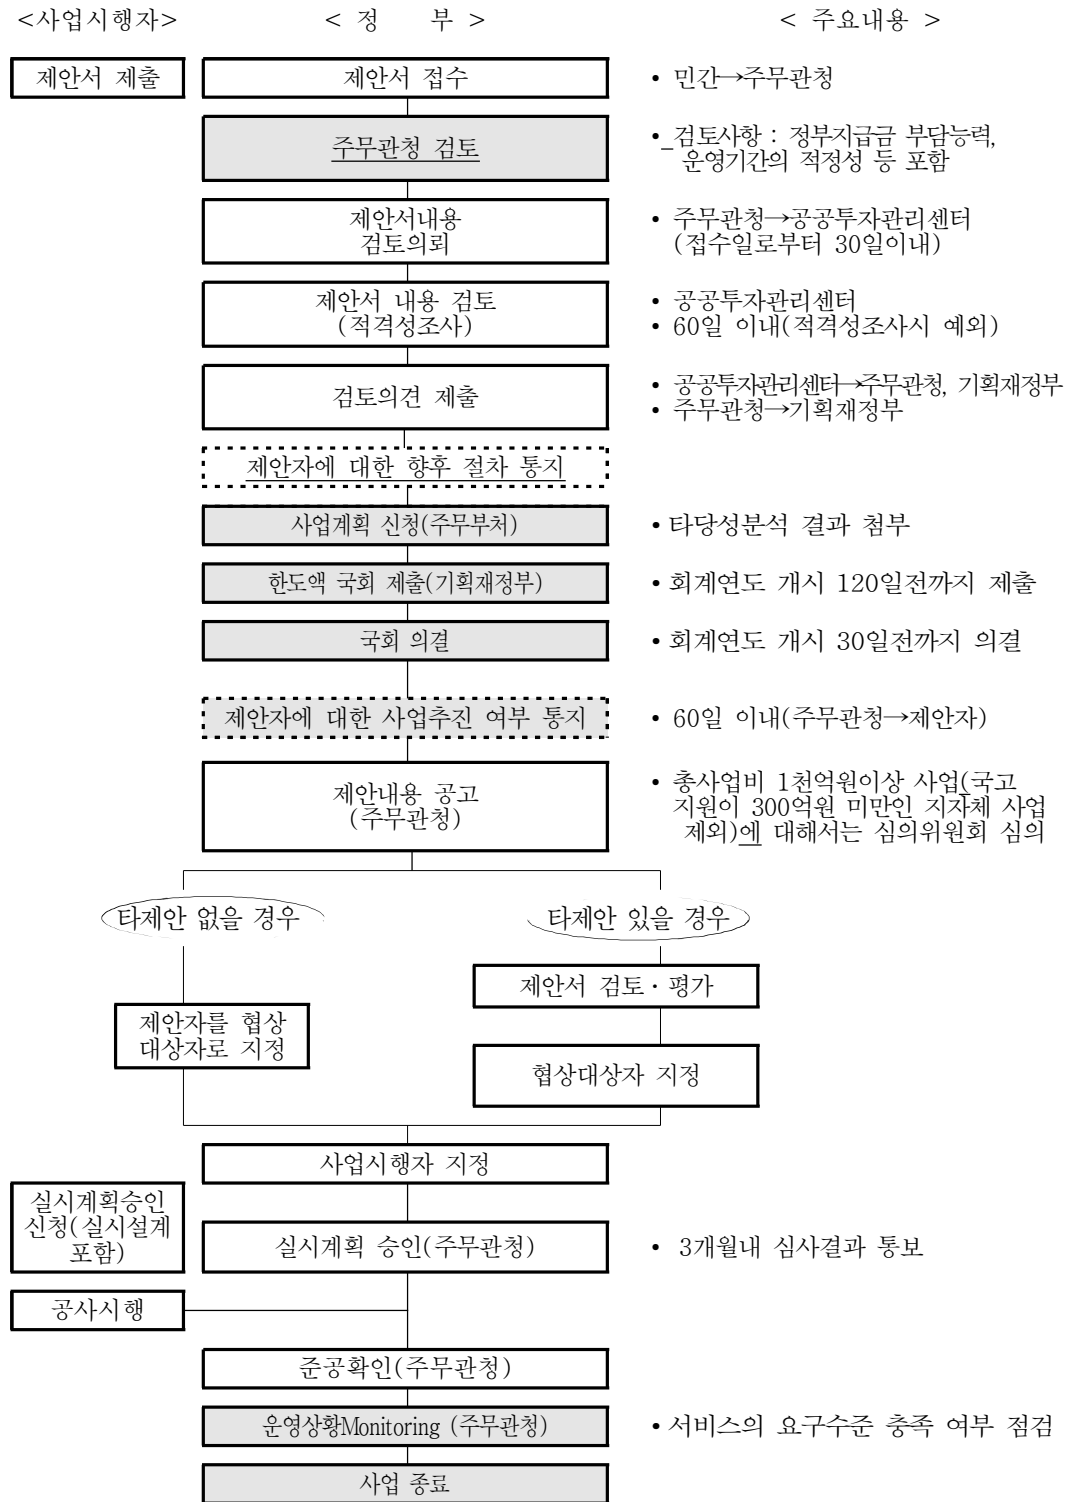 <사업시행자> < 정 부 > < 주요내용 >
제안서 제출
제안서 접수
• 민간→주무관청
주무관청 검토
• 검토사항 : 정부지급금 부담능력,
운영기간의 적정성 등 포함
제안서내용
검토의뢰
• 주무관청→공공투자관리센터
(접수일로부터 30일이내)
제안서 내용 검토
(적격성조사)
• 공공투자관리센터
• 60일 이내(적격성조사시 예외)
검토의견 제출
• 공공투자관리센터→주무관청, 기획재정부
• 주무관청→기획재정부
제안자에 대한 향후 절차 통지
사업계획 신청(주무부처)
• 타당성분석 결과 첨부
한도액 국회 제출(기획재정부)
• 회계연도 개시 120일전까지 제출
국회 의결
• 회계연도 개시 30일전까지 의결
제안자에 대한 사업추진 여부 통지
• 60일 이내(주무관청→제안자)
제안내용 공고
(주무관청)
• 총사업비 1천억원이상 사업(국고
지원이 300억원 미만인 지자체 사업
제외)에 대해서는 심의위원회 심의
타제안 없을 경우
타제안 있을 경우
제안서 검토·평가
제안자를 협상
대상자로 지정
협상대상자 지정
사업시행자 지정
실시계획승인
신청(실시설계
포함)
실시계획 승인(주무관청)
• 3개월내 심사결과 통보
공사시행
준공확인(주무관청)
운영상황Monitoring (주무관청)
• 서비스의 요구수준 충족 여부 점검
사업 종료